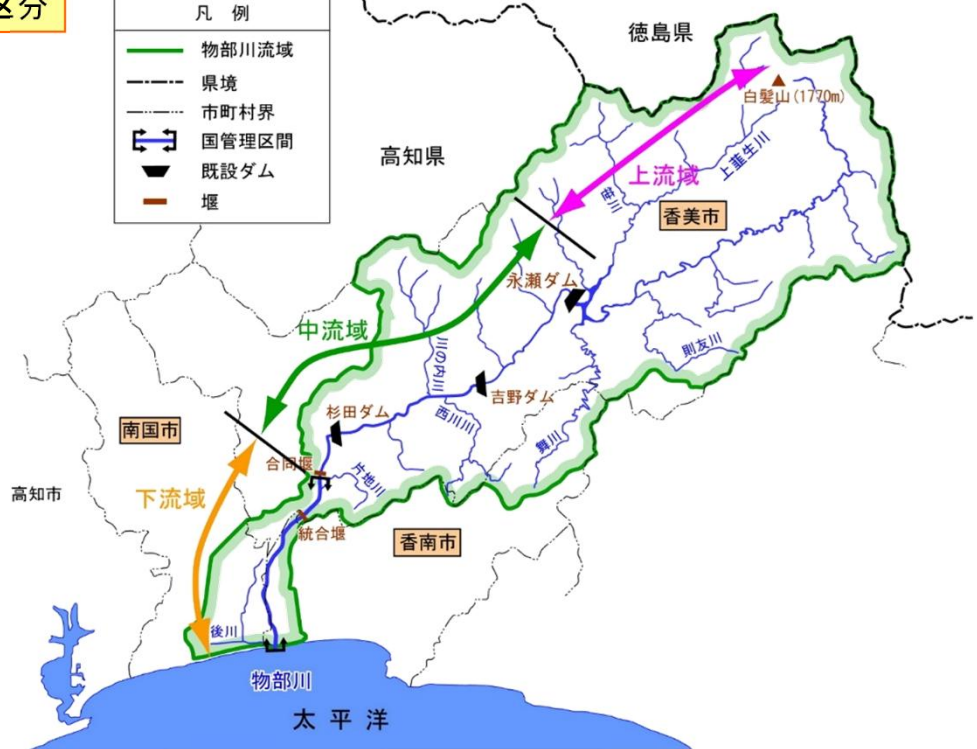 区分
凡例
物部川流域
県境
市町村界
国管理区間
既設ダム
堰
徳島県
白髪山(1770m)
高知県
上流域
上韮生川
笹川
香美市
永瀬ダム
中流域
川の内川
則友川
吉野ダム
杉田ダム
西川川
舞川
南国市
合同堰
片地川
高知市
下流域
統合堰
香南市
後川
物部川
太平洋